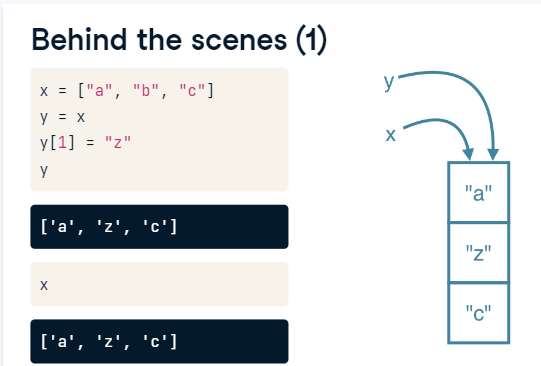 Behind the scenes (1)
x = ["a", "b", "c"]
y = x
y[1] = "z"
y
['a', 'z', 'c']
x
['a', 'z', 'c']
y
x
"a"
"z"
"c"